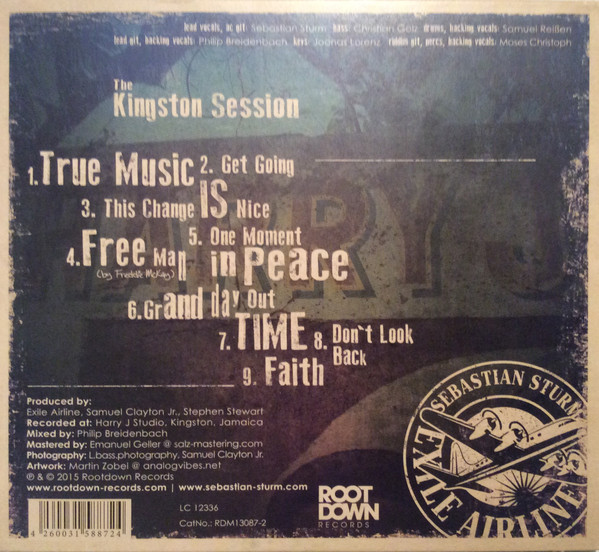 lead vocals, ac git: Sebastian Sturm bass: Christian Golz drums, backing vocals: Samuel Reißen
lead git, backing vocals: Philip Breidenbach keys: Joonas Lorenz riddim git, percs, backing vocals: Moses Christoph
The
Kingston Session
1. True Music 2. Get Going
3. This Change IS Nice
4. Free Man
(by Freddie McKay)
5. One Moment
in Peace
6. Grand day Out
7. TIME 8. Don`t Look
Back
9. Faith
HARRY J
Produced by:
Exile Airline, Samuel Clayton Jr., Stephen Stewart
Recorded at: Harry J Studio, Kingston, Jamaica
Mixed by: Philip Breidenbach
Mastered by: Emanuel Geller @ salz-mastering.com
Photography: L.bass.photography, Samuel Clayton Jr.
Artwork: Martin Zobel @ analogvibes.net
℗ & © 2015 Rootdown Records
www.rootdown-records.com | www.sebastian-sturm.com
4 260031 588724
LC 12336
CatNo.: RDM13087-2
ROOT
DOWN
RECORDS
SEBASTIAN STURM
EXILE AIRLINE